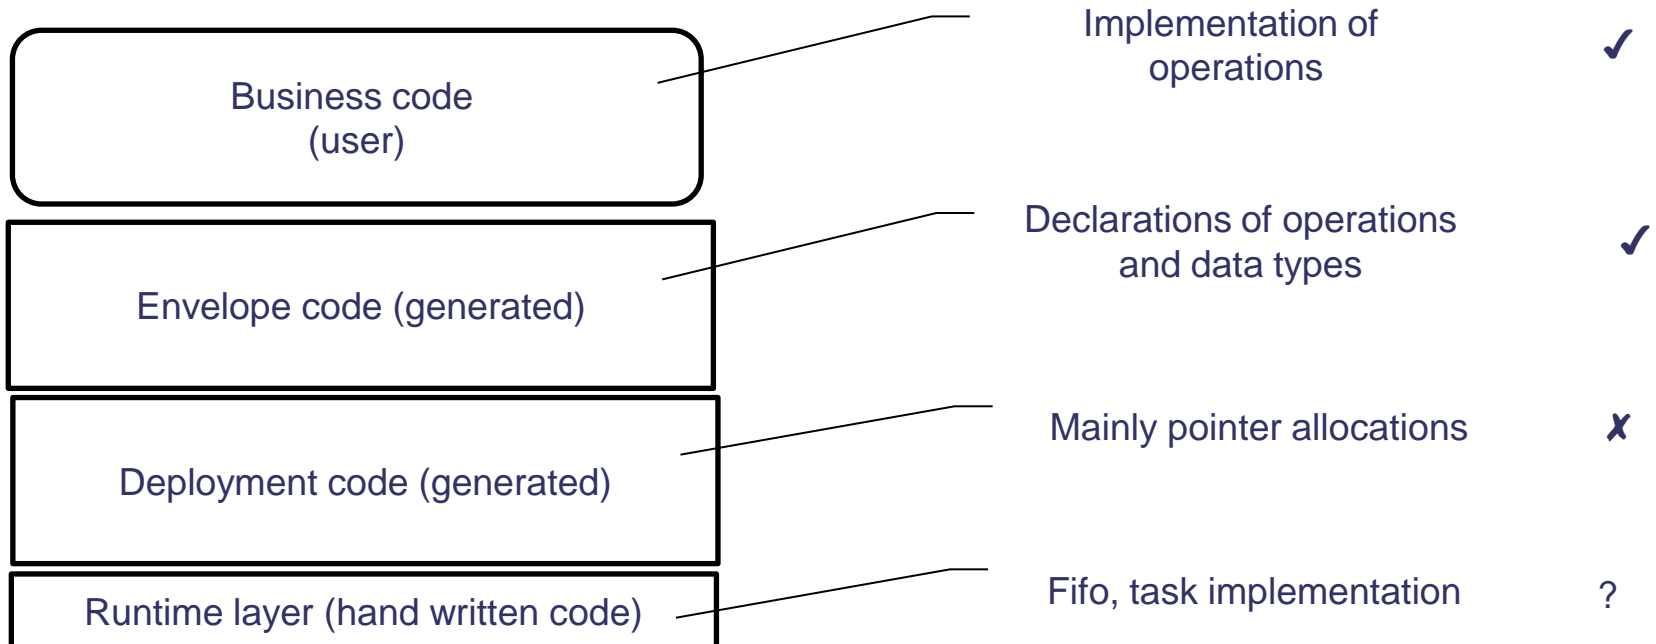 Implementation of
operations
✓
Business code
(user)
Declarations of operations
and data types
✓
Envelope code (generated)
Mainly pointer allocations
✗
Deployment code (generated)
Fifo, task implementation
?
Runtime layer (hand written code)